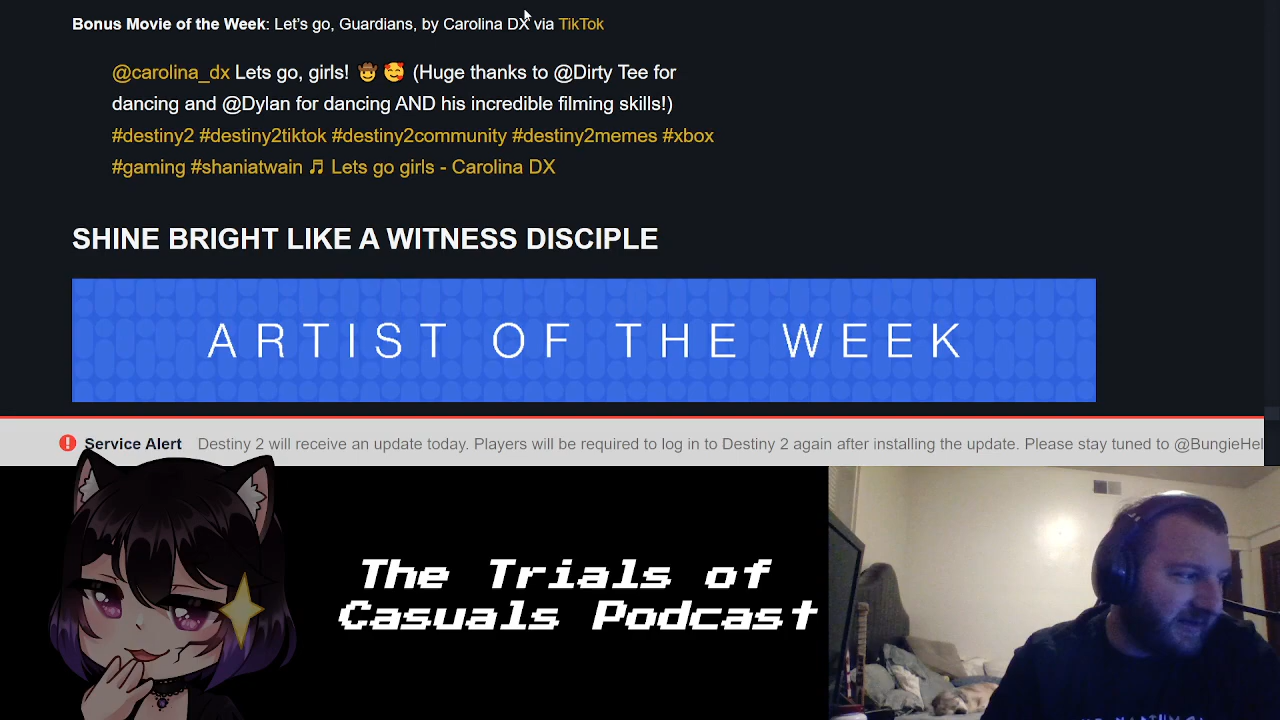 Bonus Movie of the Week: Let's go, Guardians, by Carolina DX via TikTok
@carolina_dx Lets go, girls! 🤠 🥰 (Huge thanks to @Dirty Tee for
dancing and @Dylan for dancing AND his incredible filming skills!)
#destiny2 #destiny2tiktok #destiny2community #destiny2memes #xbox
#gaming #shaniatwain ♬ Lets go girls - Carolina DX
SHINE BRIGHT LIKE A WITNESS DISCIPLE
ARTIST OF THE WEEK
Service Alert Destiny 2 will receive an update today. Players will be required to log in to Destiny 2 again after installing the update. Please stay tuned to @BungieHel
The Trials of
Casuals Podcast